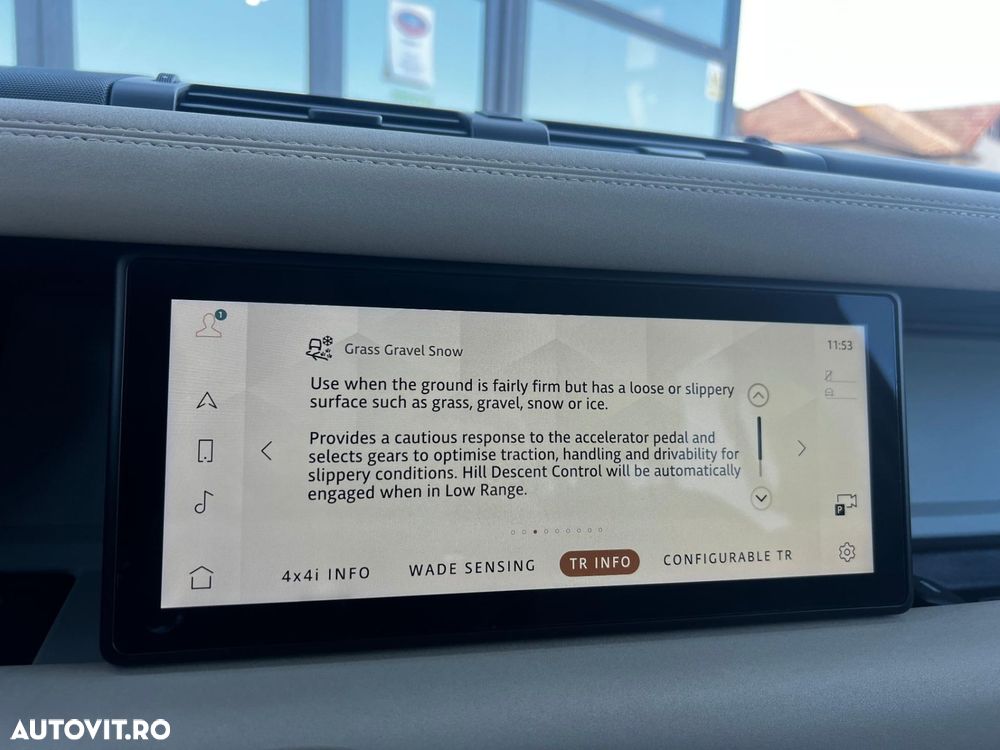 1
Grass Gravel Snow
11:53
Use when the ground is fairly firm but has a loose or slippery
surface such as grass, gravel, snow or ice.
Provides a cautious response to the accelerator pedal and
selects gears to optimise traction, handling and drivability for
slippery conditions. Hill Descent Control will be automatically
engaged when in Low Range.
P
4x4i INFO
WADE SENSING
TR INFO
CONFIGURABLE TR
AUTOVIT.RO